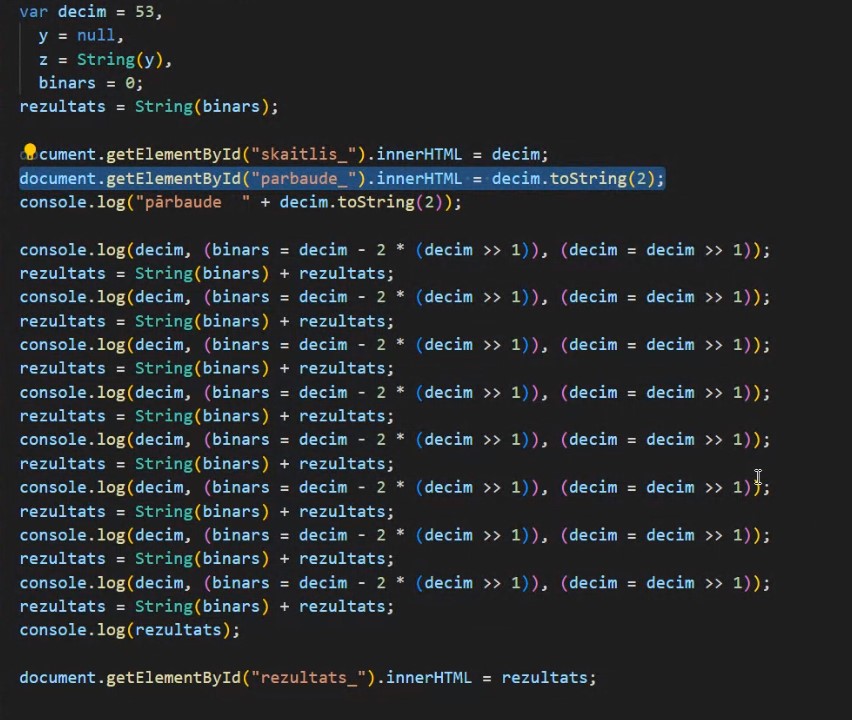 var decim = 53,
  y = null,
  z = String(y),
  binars = 0;
rezultats = String(binars);

document.getElementById("skaitlis_").innerHTML = decim;
document.getElementById("parbaude_").innerHTML = decim.toString(2);
console.log("pārbaude  " + decim.toString(2));

console.log(decim, (binars = decim - 2 * (decim >> 1)), (decim = decim >> 1));
rezultats = String(binars) + rezultats;
console.log(decim, (binars = decim - 2 * (decim >> 1)), (decim = decim >> 1));
rezultats = String(binars) + rezultats;
console.log(decim, (binars = decim - 2 * (decim >> 1)), (decim = decim >> 1));
rezultats = String(binars) + rezultats;
console.log(decim, (binars = decim - 2 * (decim >> 1)), (decim = decim >> 1));
rezultats = String(binars) + rezultats;
console.log(decim, (binars = decim - 2 * (decim >> 1)), (decim = decim >> 1));
rezultats = String(binars) + rezultats;
console.log(decim, (binars = decim - 2 * (decim >> 1)), (decim = decim >> 1));
rezultats = String(binars) + rezultats;
console.log(decim, (binars = decim - 2 * (decim >> 1)), (decim = decim >> 1));
rezultats = String(binars) + rezultats;
console.log(decim, (binars = decim - 2 * (decim >> 1)), (decim = decim >> 1));
rezultats = String(binars) + rezultats;
console.log(rezultats);

document.getElementById("rezultats_").innerHTML = rezultats;